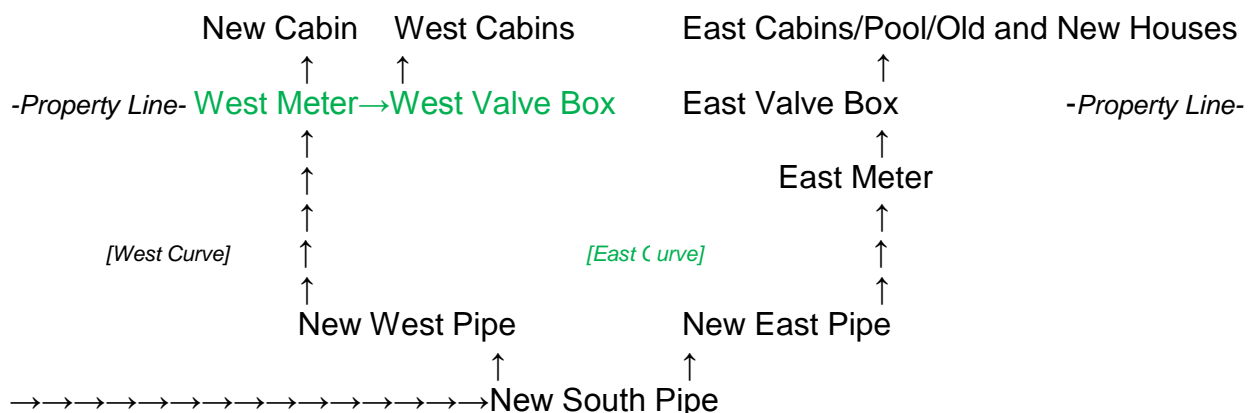 New Cabin West Cabins East Cabins/Pool/Old and New Houses
↑ ↑ ↑
-Property Line- West Meter→West Valve Box East Valve Box -Property Line-
↑ ↑
↑ East Meter
↑ ↑
[West Curve] ↑ [East Curve] ↑
↑ ↑
New West Pipe New East Pipe
↑ ↑
→→→→→→→→→→→→→→→New South Pipe